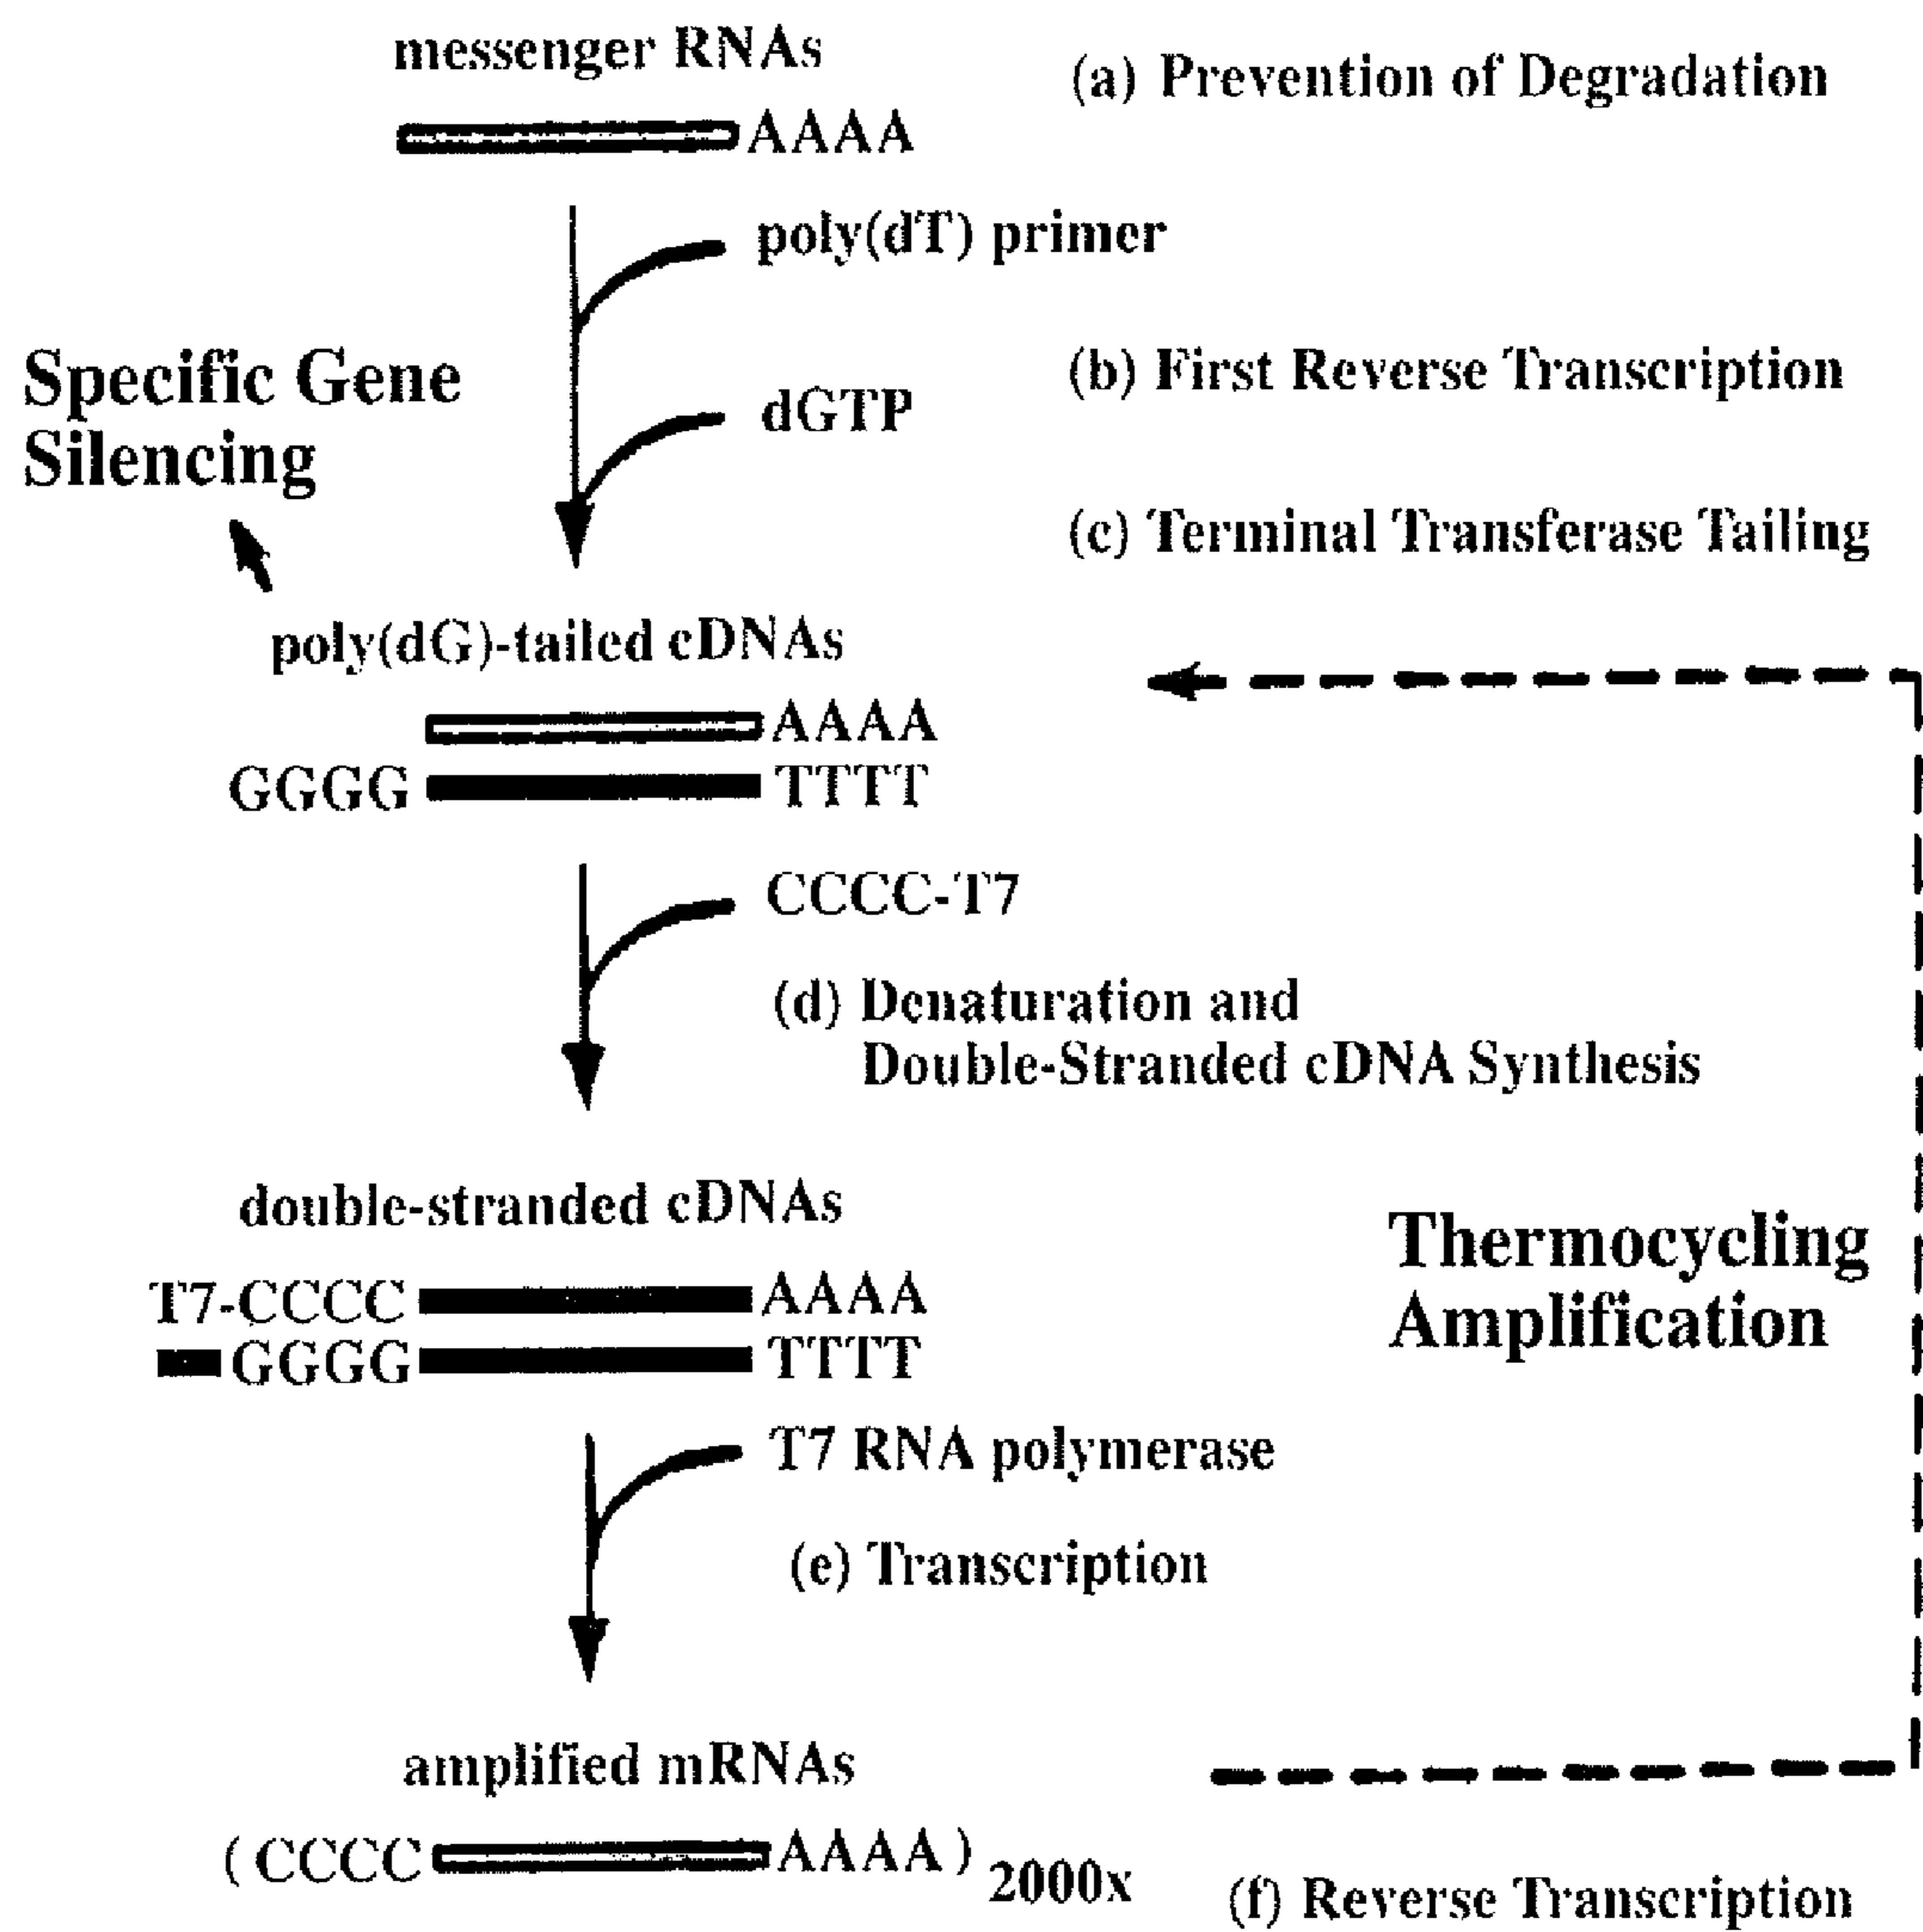 messenger RNAs
(a) Prevention of Degradation
AAAA
poly(dT) primer
Specific Gene
Silencing
(b) First Reverse Transcription
dGTP
(c) Terminal Transferase Tailing
poly(dG)-tailed cDNAs
AAAA
GGGG TTTT
CCCC-T7
(d) Denaturation and
Double-Stranded cDNA Synthesis
double-stranded cDNAs
T7-CCCC AAAA
GGGG TTTT
Thermocycling
Amplification
T7 RNA polymerase
(e) Transcription
amplified mRNAs
(CCCC AAAA) 2000x
(f) Reverse Transcription